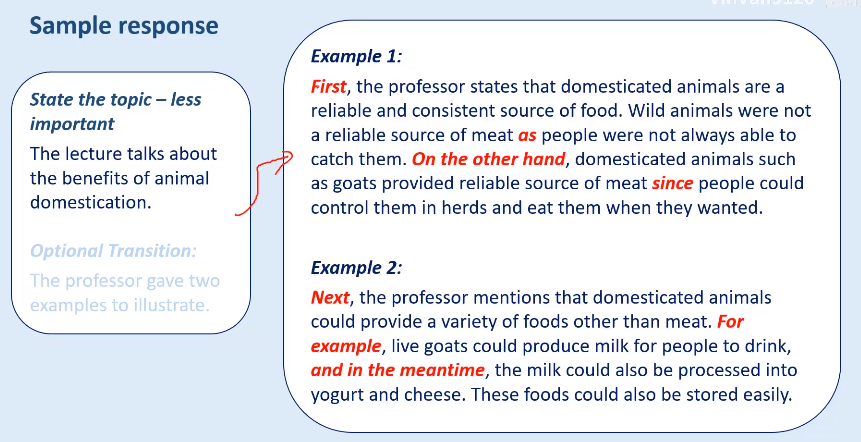 Sample response
State the topic – less
important
The lecture talks about
the benefits of animal
domestication.
Optional Transition:
The professor gave two
examples to illustrate.
Example 1:
First, the professor states that domesticated animals are a
reliable and consistent source of food. Wild animals were not
a reliable source of meat as people were not always able to
catch them. On the other hand, domesticated animals such
as goats provided reliable source of meat since people could
control them in herds and eat them when they wanted.
Example 2:
Next, the professor mentions that domesticated animals
could provide a variety of foods other than meat. For
example, live goats could produce milk for people to drink,
and in the meantime, the milk could also be processed into
yogurt and cheese. These foods could also be stored easily.